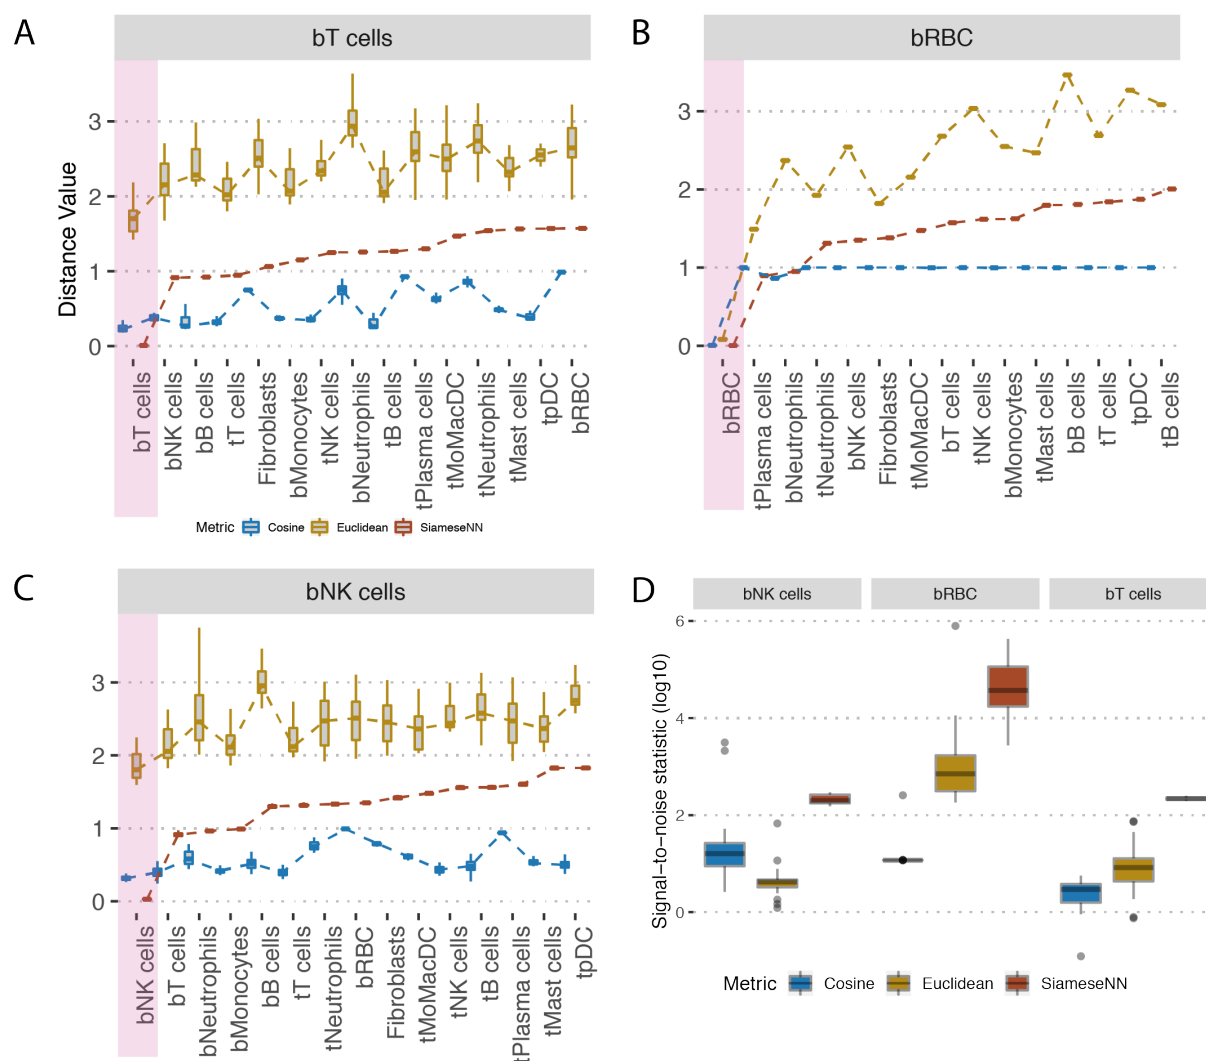 A
bT cells
Distance Value
3
2
1
0
bT cells
bNK cells
bB cells
tT cells
Fibroblasts
bMonocytes
tNK cells
bNeutrophils
tB cells
tPlasma cells
tMoMacDC
tNeutrophils
tMast cells
tpDC
bRBC
Metric Cosine Euclidean SiameseNN
B
bRBC
3
2
1
0
bRBC
tPlasma cells
bNeutrophils
tNeutrophils
bNK cells
Fibroblasts
tMoMacDC
bT cells
tNK cells
bMonocytes
tMast cells
bB cells
tT cells
tpDC
tB cells
C
bNK cells
3
2
1
0
bNK cells
bT cells
bNeutrophils
bMonocytes
bB cells
tT cells
tNeutrophils
bRBC
Fibroblasts
tMoMacDC
tNK cells
tB cells
tPlasma cells
tMast cells
tpDC
D
bNK cells bRBC bT cells
Signal−to−noise statistic (log10)
6
4
2
0
Metric Cosine Euclidean SiameseNN